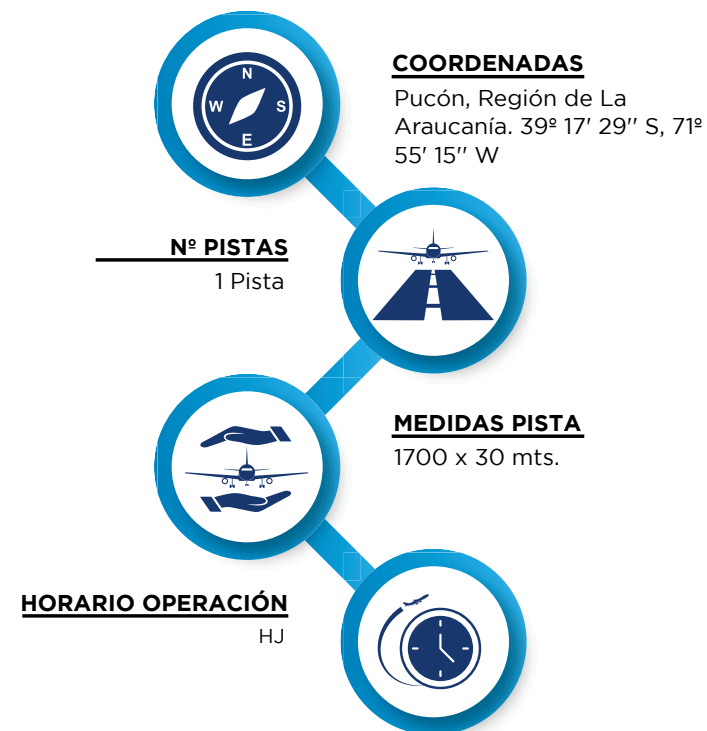 N
W S
E
COORDENADAS
Pucón, Región de La
Araucanía. 39º 17' 29'' S, 71º
55' 15'' W
Nº PISTAS
1 Pista
MEDIDAS PISTA
1700 x 30 mts.
HORARIO OPERACIÓN
HJ